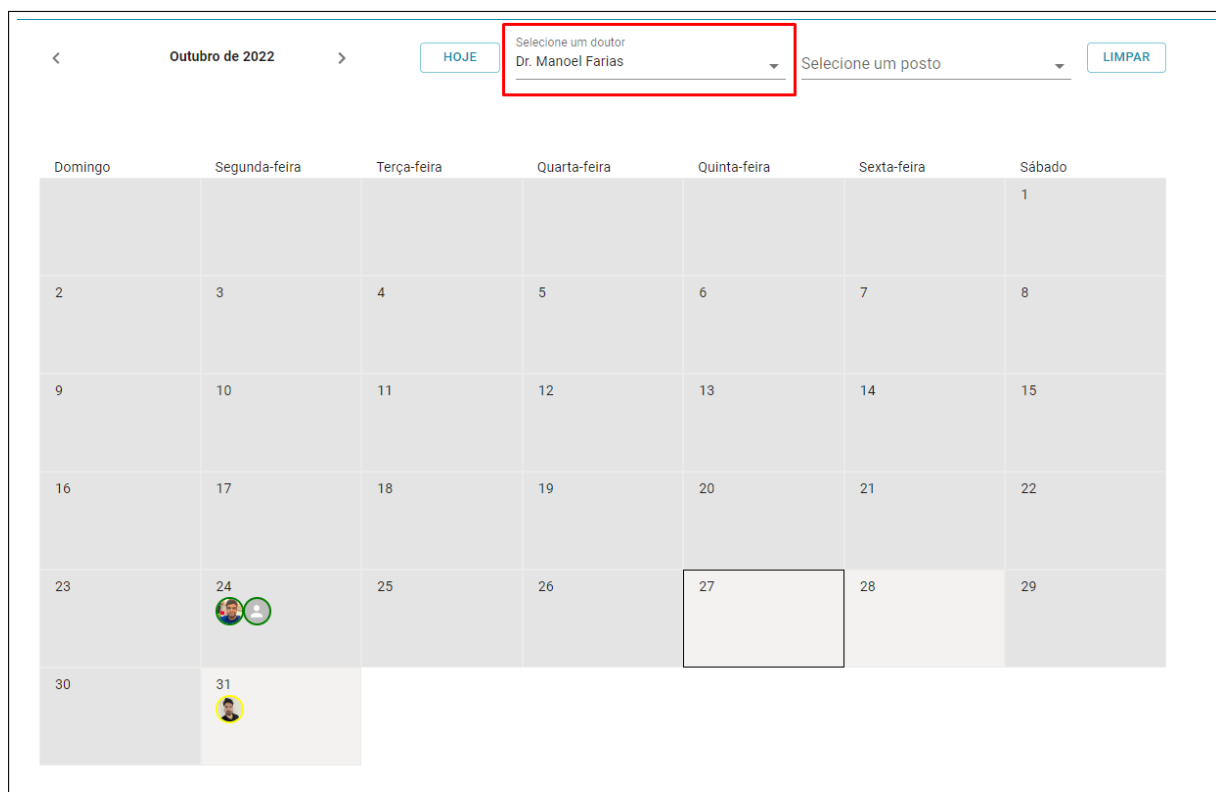 Outubro de 2022
HOJE
Selecione um doutor
Dr. Manoel Farias
Selecione um posto
LIMPAR
Domingo Segunda-feira Terça-feira Quarta-feira Quinta-feira Sexta-feira Sábado
1
2 3 4 5 6 7 8
9 10 11 12 13 14 15
16 17 18 19 20 21 22
23 24 25 26 27 28 29
30 31